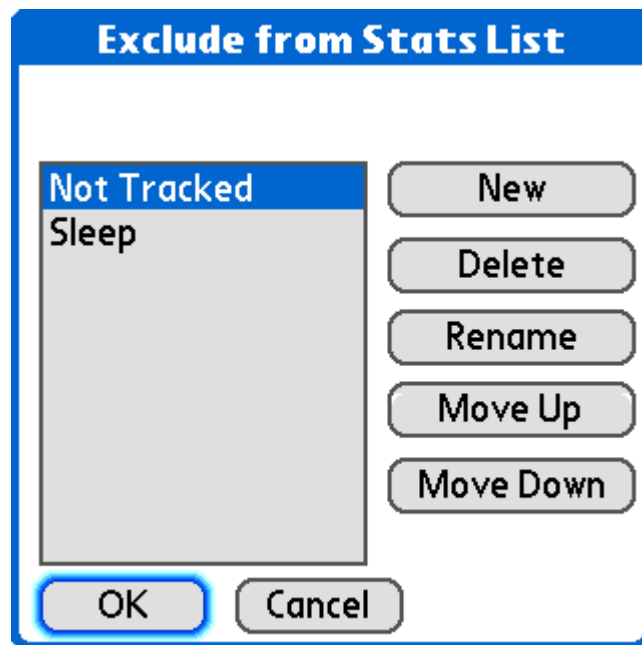 Exclude from Stats List
Not Tracked
Sleep
New
Delete
Rename
Move Up
Move Down
OK
Cancel